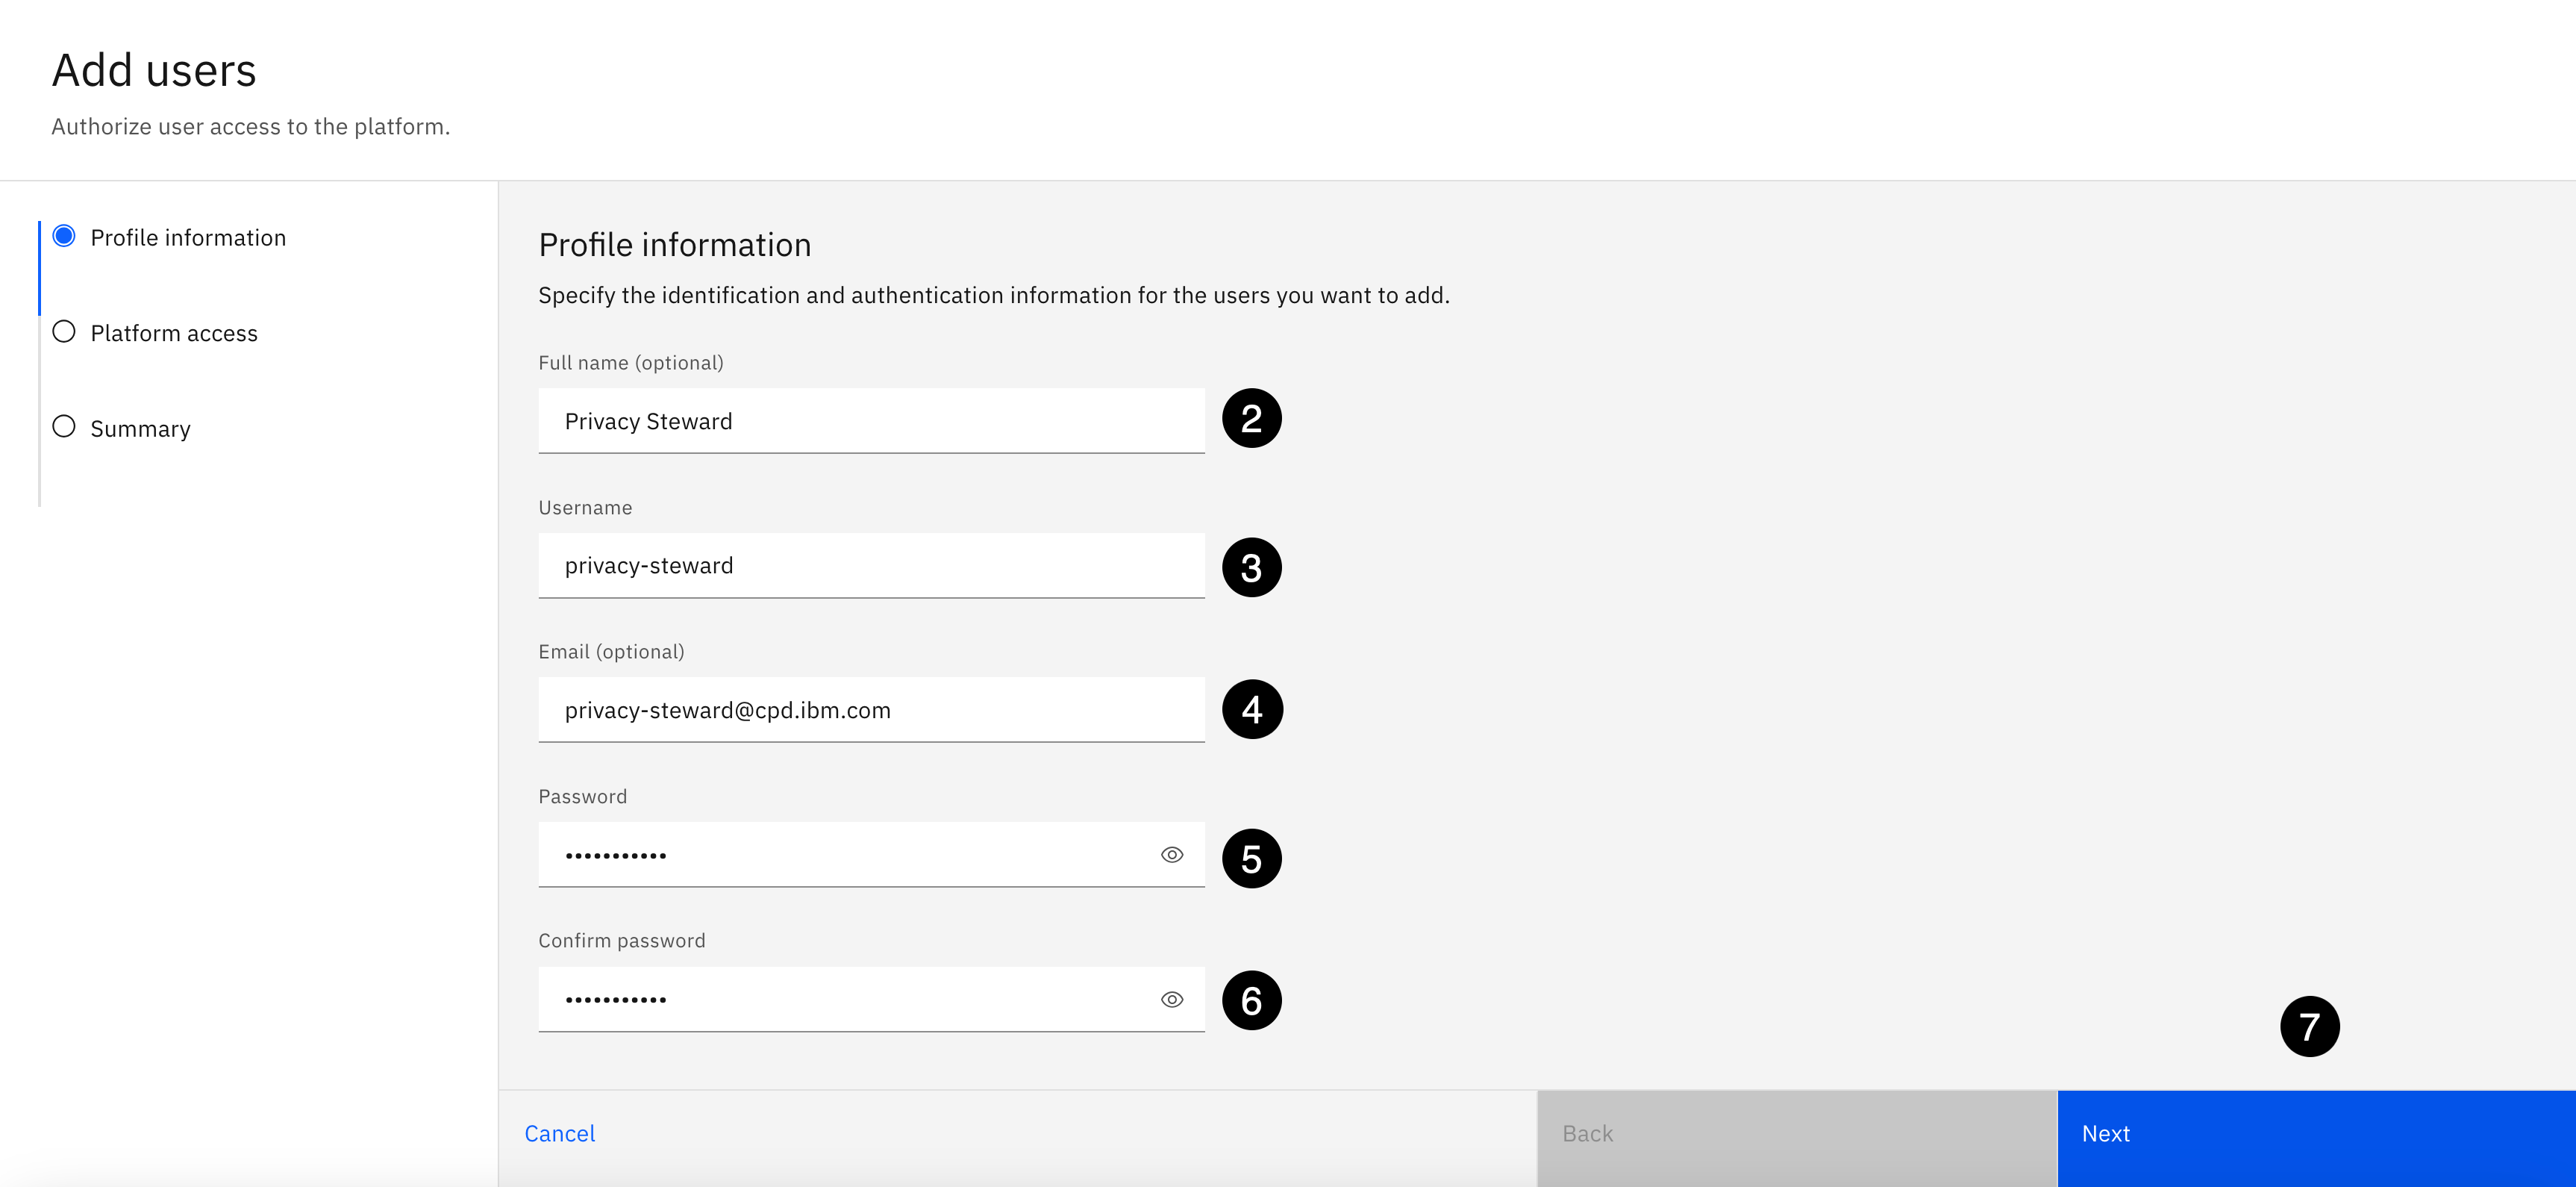 Add users
Authorize user access to the platform.
Profile information
Platform access
Summary
Profile information
Specify the identification and authentication information for the users you want to add.
Full name (optional)
Privacy Steward
2
Username
privacy-steward
3
Email (optional)
privacy-steward@cpd.ibm.com
4
Password
•••••••••••
5
Confirm password
•••••••••••
6
7
Cancel
Back
Next